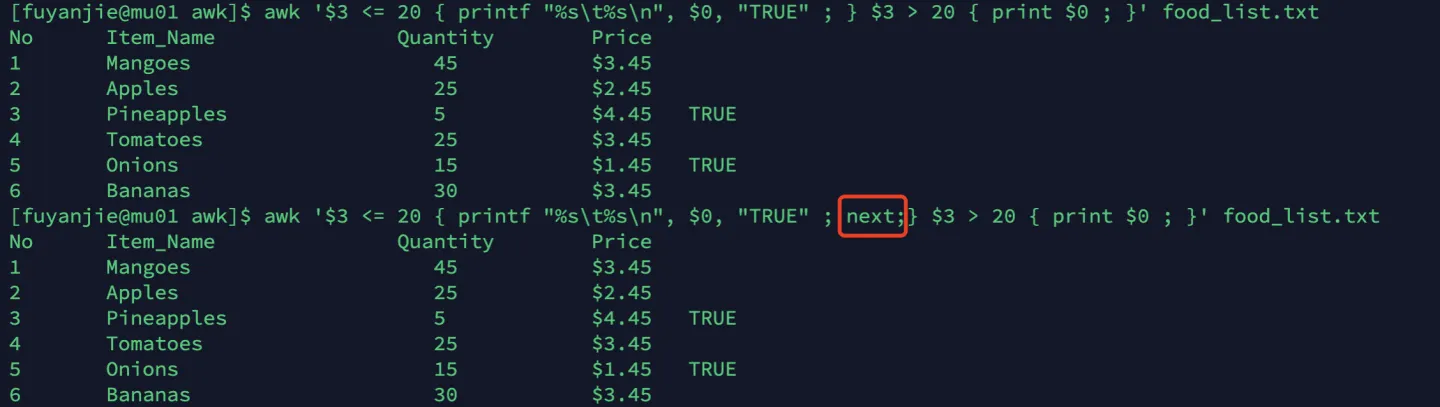 [fuyanjie@mu01 awk]$ awk '$3 <= 20 { printf "%s\t%s\n", $0, "TRUE" ; } $3 > 20 { print $0 ; }' food_list.txt
No      Item_Name               Quantity        Price
1       Mangoes                    45           $3.45
2       Apples                     25           $2.45
3       Pineapples                 5            $4.45   TRUE
4       Tomatoes                   25           $3.45
5       Onions                     15           $1.45   TRUE
6       Bananas                    30           $3.45
[fuyanjie@mu01 awk]$ awk '$3 <= 20 { printf "%s\t%s\n", $0, "TRUE" ; next;} $3 > 20 { print $0 ; }' food_list.txt
No      Item_Name               Quantity        Price
1       Mangoes                    45           $3.45
2       Apples                     25           $2.45
3       Pineapples                 5            $4.45   TRUE
4       Tomatoes                   25           $3.45
5       Onions                     15           $1.45   TRUE
6       Bananas                    30           $3.45